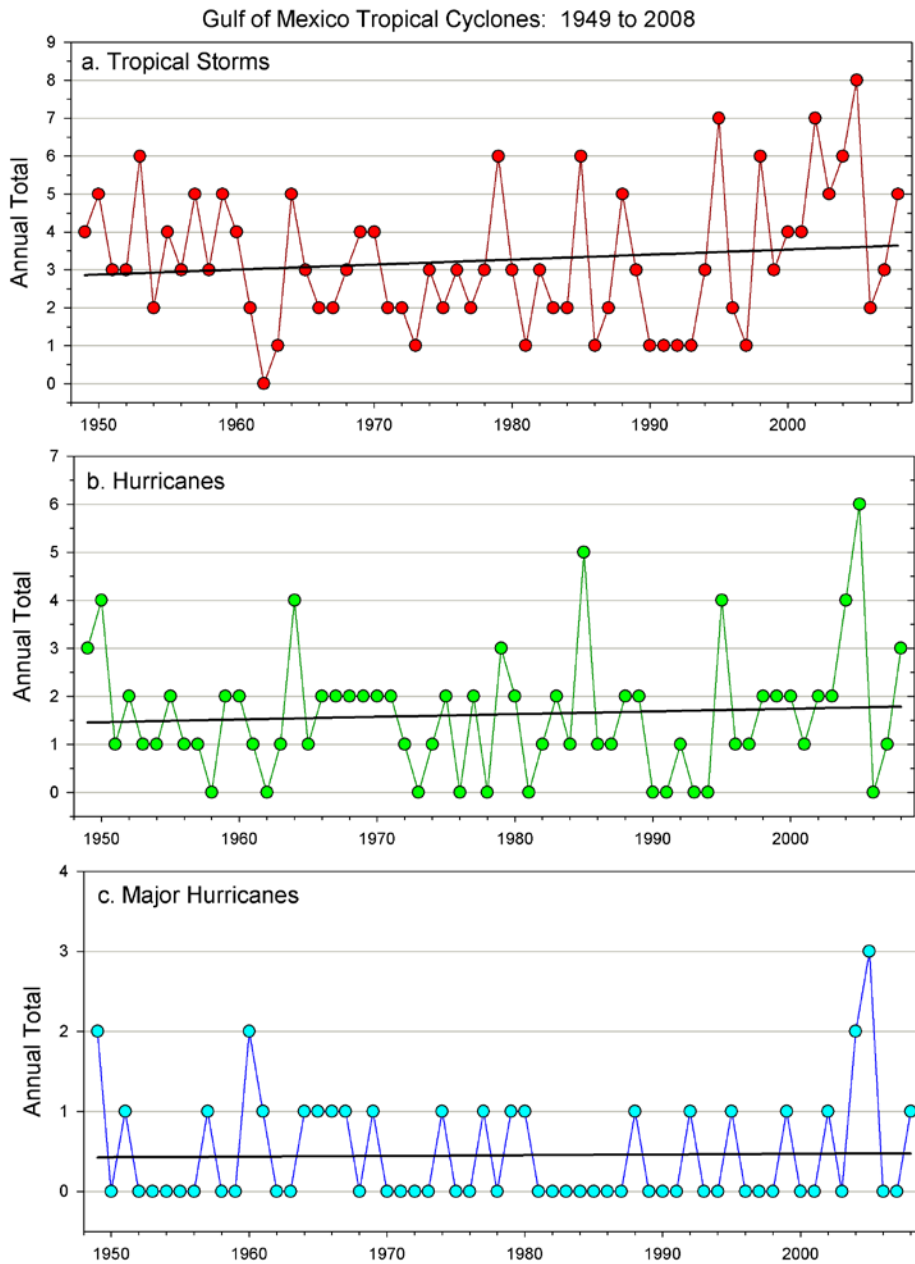 Gulf of Mexico Tropical Cyclones: 1949 to 2008
a. Tropical Storms
Annual Total
9
8
7
6
5
4
3
2
1
0
1950 1960 1970 1980 1990 2000
b. Hurricanes
Annual Total
7
6
5
4
3
2
1
0
1950 1960 1970 1980 1990 2000
c. Major Hurricanes
Annual Total
4
3
2
1
0
1950 1960 1970 1980 1990 2000